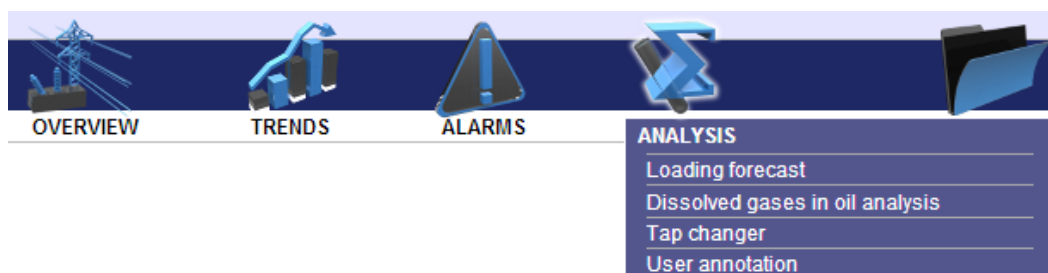 OVERVIEW
TRENDS
ALARMS
ANALYSIS
Loading forecast
Dissolved gases in oil analysis
Tap changer
User annotation